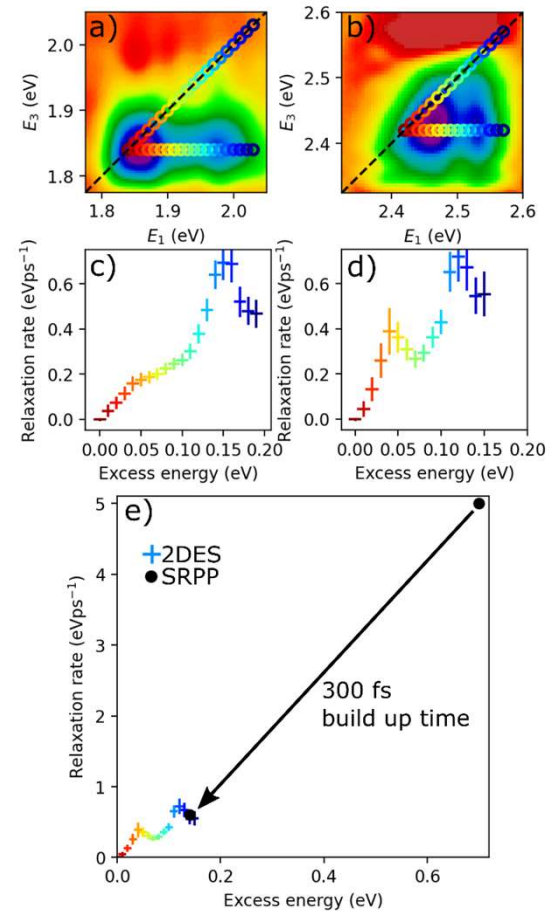 a)
2.0
1.9
1.8
E3 (eV)
1.8
1.9
2.0
E1 (eV)
b)
2.6
2.5
2.4
E3 (eV)
2.4
2.5
2.6
E1 (eV)
c)
0.6
0.4
0.2
0.0
Relaxation rate (eVps⁻¹)
0.00 0.05 0.10 0.15 0.20
Excess energy (eV)
d)
0.6
0.4
0.2
0.0
Relaxation rate (eVps⁻¹)
0.00 0.05 0.10 0.15 0.20
Excess energy (eV)
e)
5
4
3
2
1
0
Relaxation rate (eVps⁻¹)
2DES
SRPP
300 fs
build up time
0.0
0.2
0.4
0.6
Excess energy (eV)